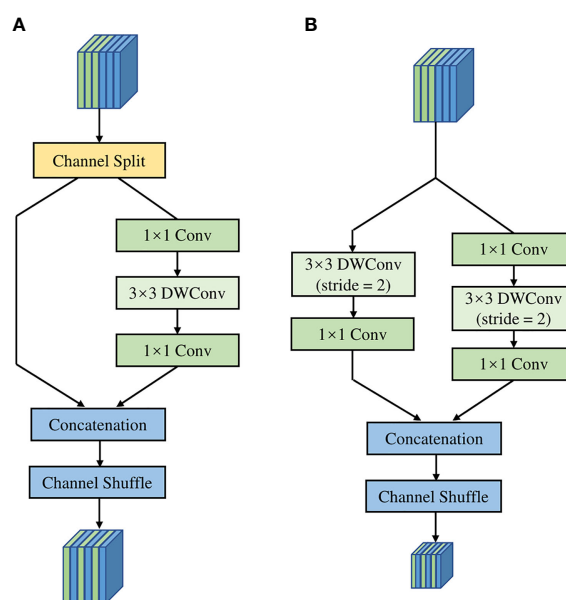 A
Channel Split
1×1 Conv
3×3 DWConv
1×1 Conv
Concatenation
Channel Shuffle
B
3×3 DWConv
(stride = 2)
1×1 Conv
1×1 Conv
3×3 DWConv
(stride = 2)
1×1 Conv
Concatenation
Channel Shuffle